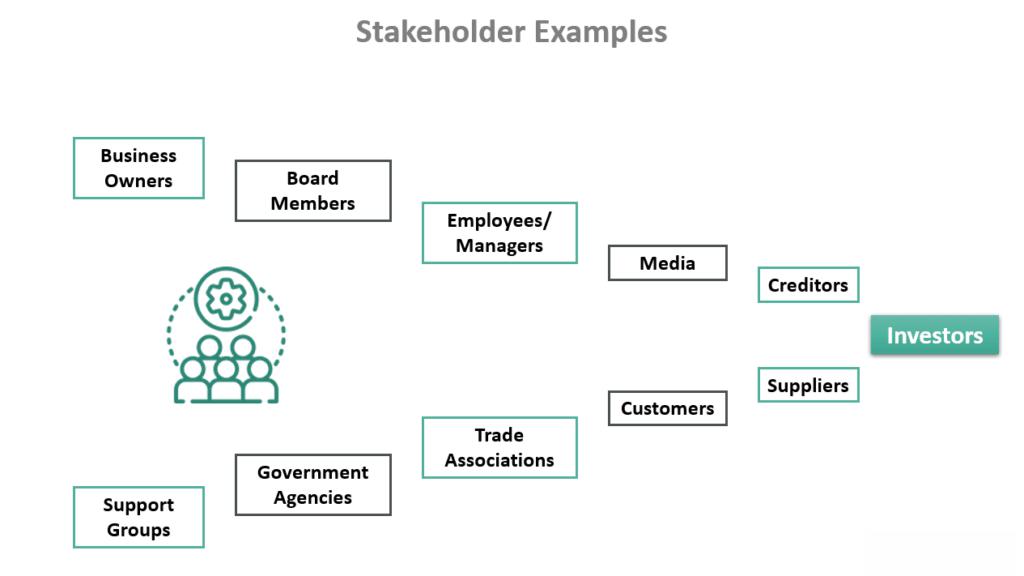 Stakeholder Examples
Business
Owners
Board
Members
Employees/
Managers
Media
Creditors
Investors
Suppliers
Customers
Trade
Associations
Government
Agencies
Support
Groups